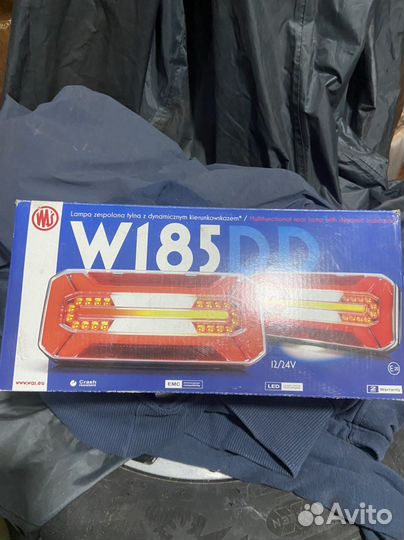 WAŚ
Lampa zespolona tylna z dynamicznym kierunkowskazem* / Multifunctional rear lamp with dynamic indicator
W185DD
12/24V
www.was.eu
Crash
EMC
LED
2 Warranty
Avito